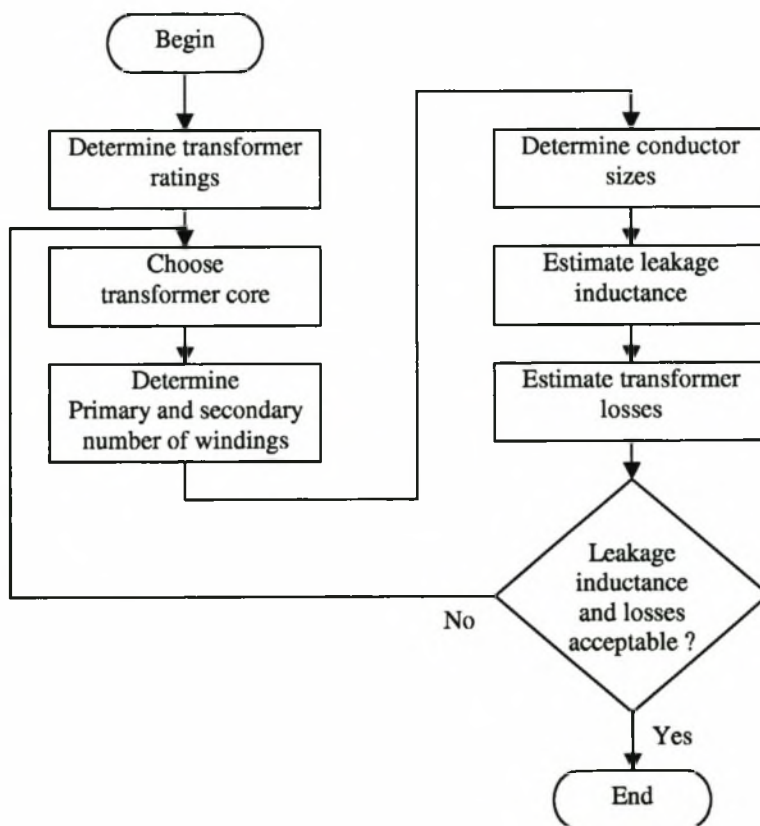 Begin
Determine transformer
ratings
Choose
transformer core
Determine
Primary and secondary
number of windings
Determine conductor
sizes
Estimate leakage
inductance
Estimate transformer
losses
Leakage
inductance
and losses
acceptable ?
No
Yes
End